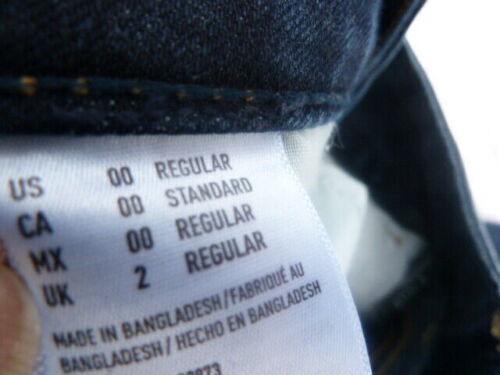 US 00 REGULAR
CA 00 STANDARD
MX 00 REGULAR
UK 2 REGULAR
MADE IN BANGLADESH/FABRIQUÉ AU
BANGLADESH / HECHO EN BANGLADESH